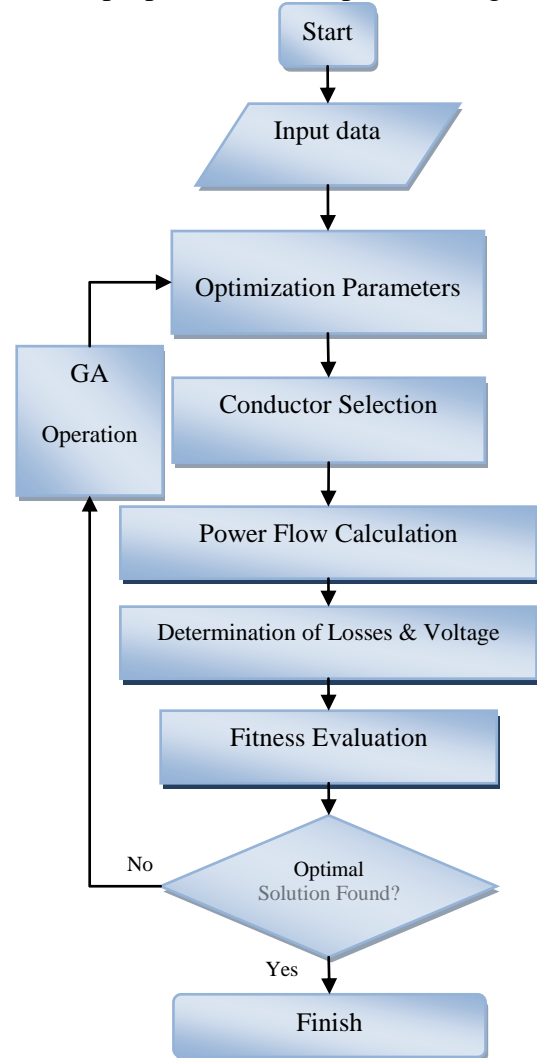 Start
Input data
Optimization Parameters
GA
Operation
Conductor Selection
Power Flow Calculation
Determination of Losses & Voltage
Fitness Evaluation
No
Optimal
Solution Found?
Yes
Finish